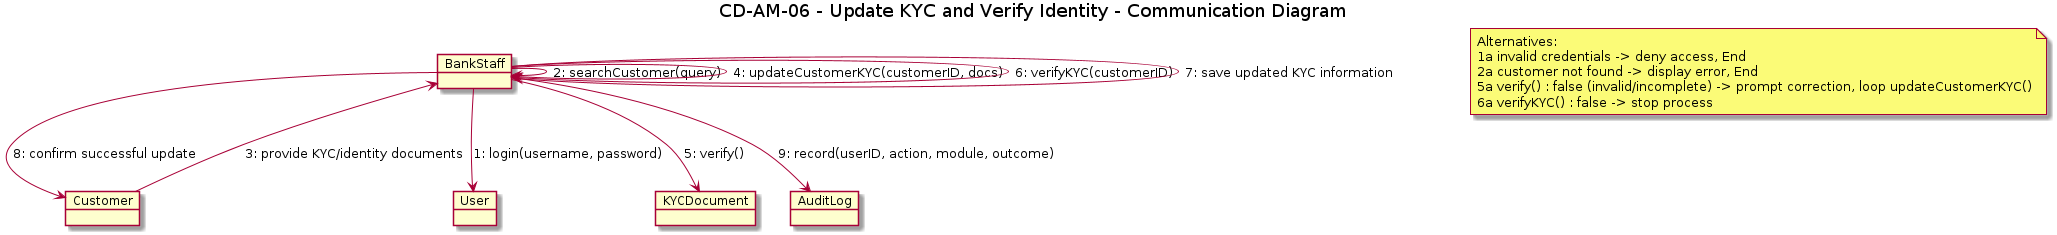 CD-AM-06 - Update KYC and Verify Identity - Communication Diagram
Alternatives:
1a invalid credentials -> deny access, End
2a customer not found -> display error, End
5a verify() : false (invalid/incomplete) -> prompt correction, loop updateCustomerKYC()
6a verifyKYC() : false -> stop process
BankStaff
2: searchCustomer(query)
4: updateCustomerKYC(customerID, docs)
6: verifyKYC(customerID)
7: save updated KYC information
8: confirm successful update
3: provide KYC/identity documents
1: login(username, password)
5: verify()
9: record(userID, action, module, outcome)
Customer
User
KYCDocument
AuditLog